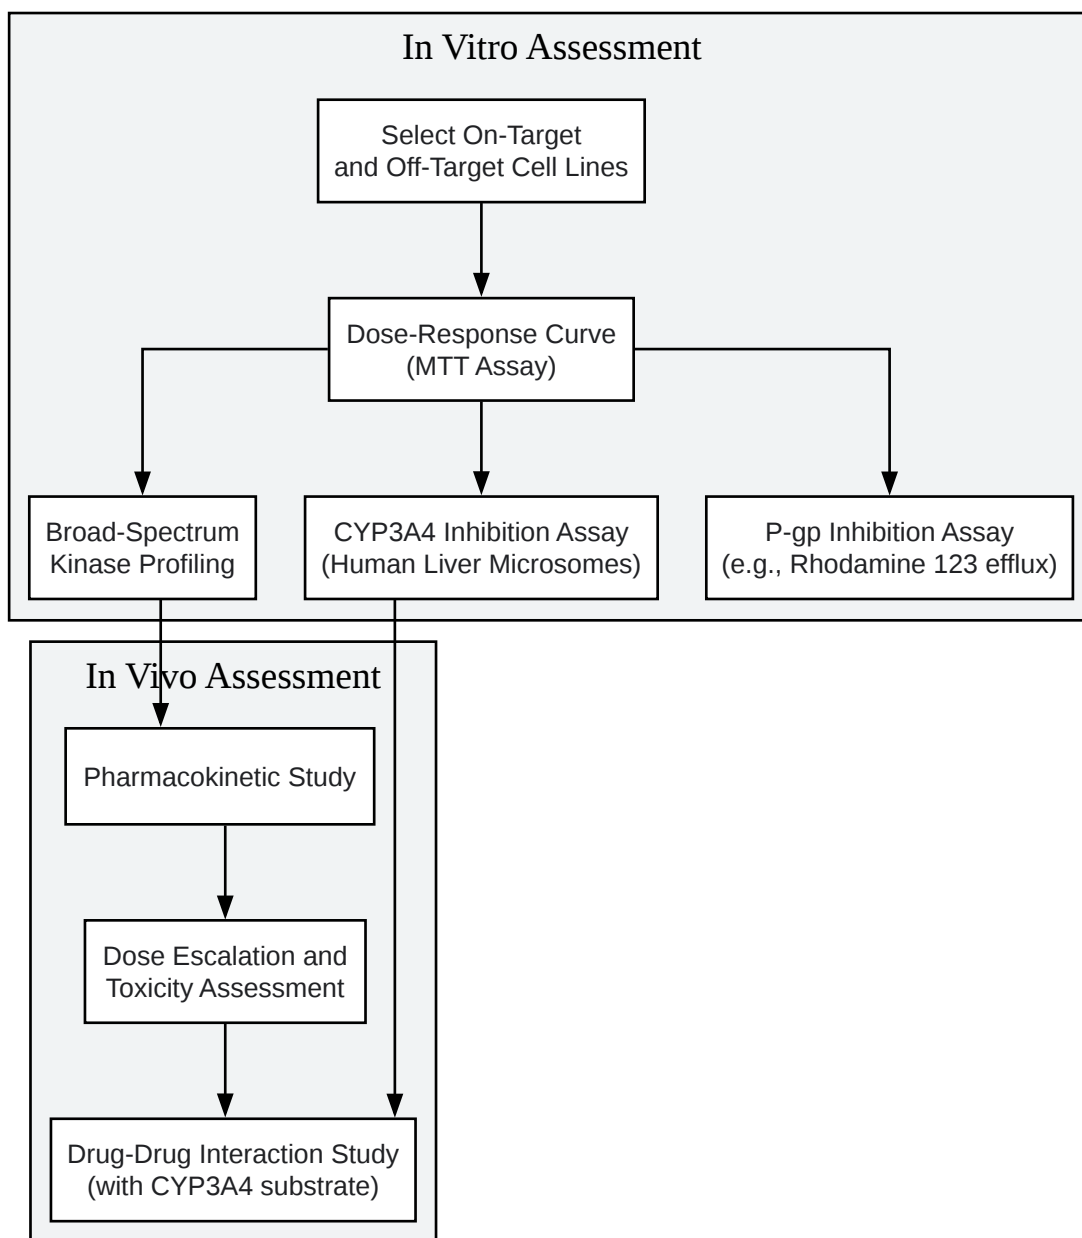 In Vitro Assessment
Select On-Target
and Off-Target Cell Lines
Dose-Response Curve
(MTT Assay)
Broad-Spectrum
Kinase Profiling
CYP3A4 Inhibition Assay
(Human Liver Microsomes)
P-gp Inhibition Assay
(e.g., Rhodamine 123 efflux)
In Vivo Assessment
Pharmacokinetic Study
Dose Escalation and
Toxicity Assessment
Drug-Drug Interaction Study
(with CYP3A4 substrate)